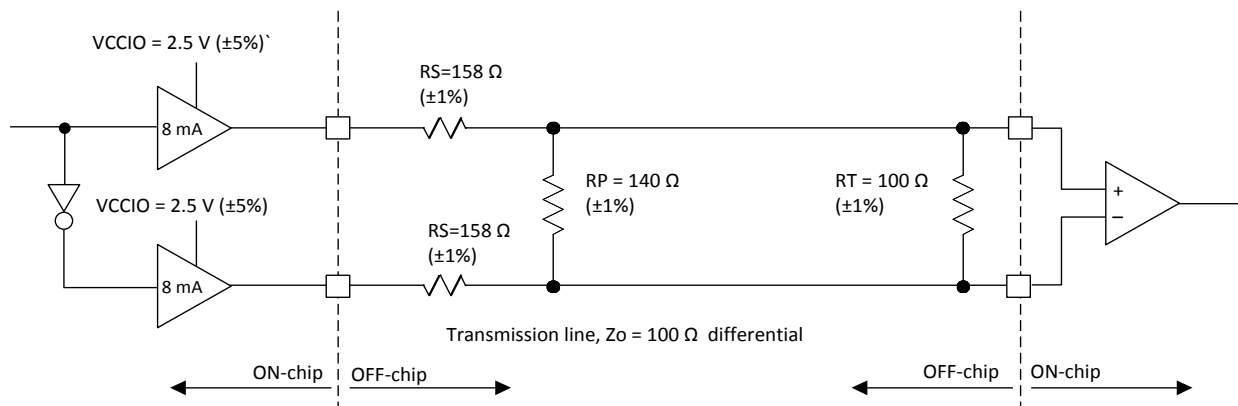 VCCIO = 2.5 V (±5%)`
8 mA
RS=158 Ω
(±1%)
RP = 140 Ω
(±1%)
RT = 100 Ω
(±1%)
+
−
VCCIO = 2.5 V (±5%)
8 mA
RS=158 Ω
(±1%)
Transmission line, Zo = 100 Ω differential
ON-chip
OFF-chip
OFF-chip
ON-chip